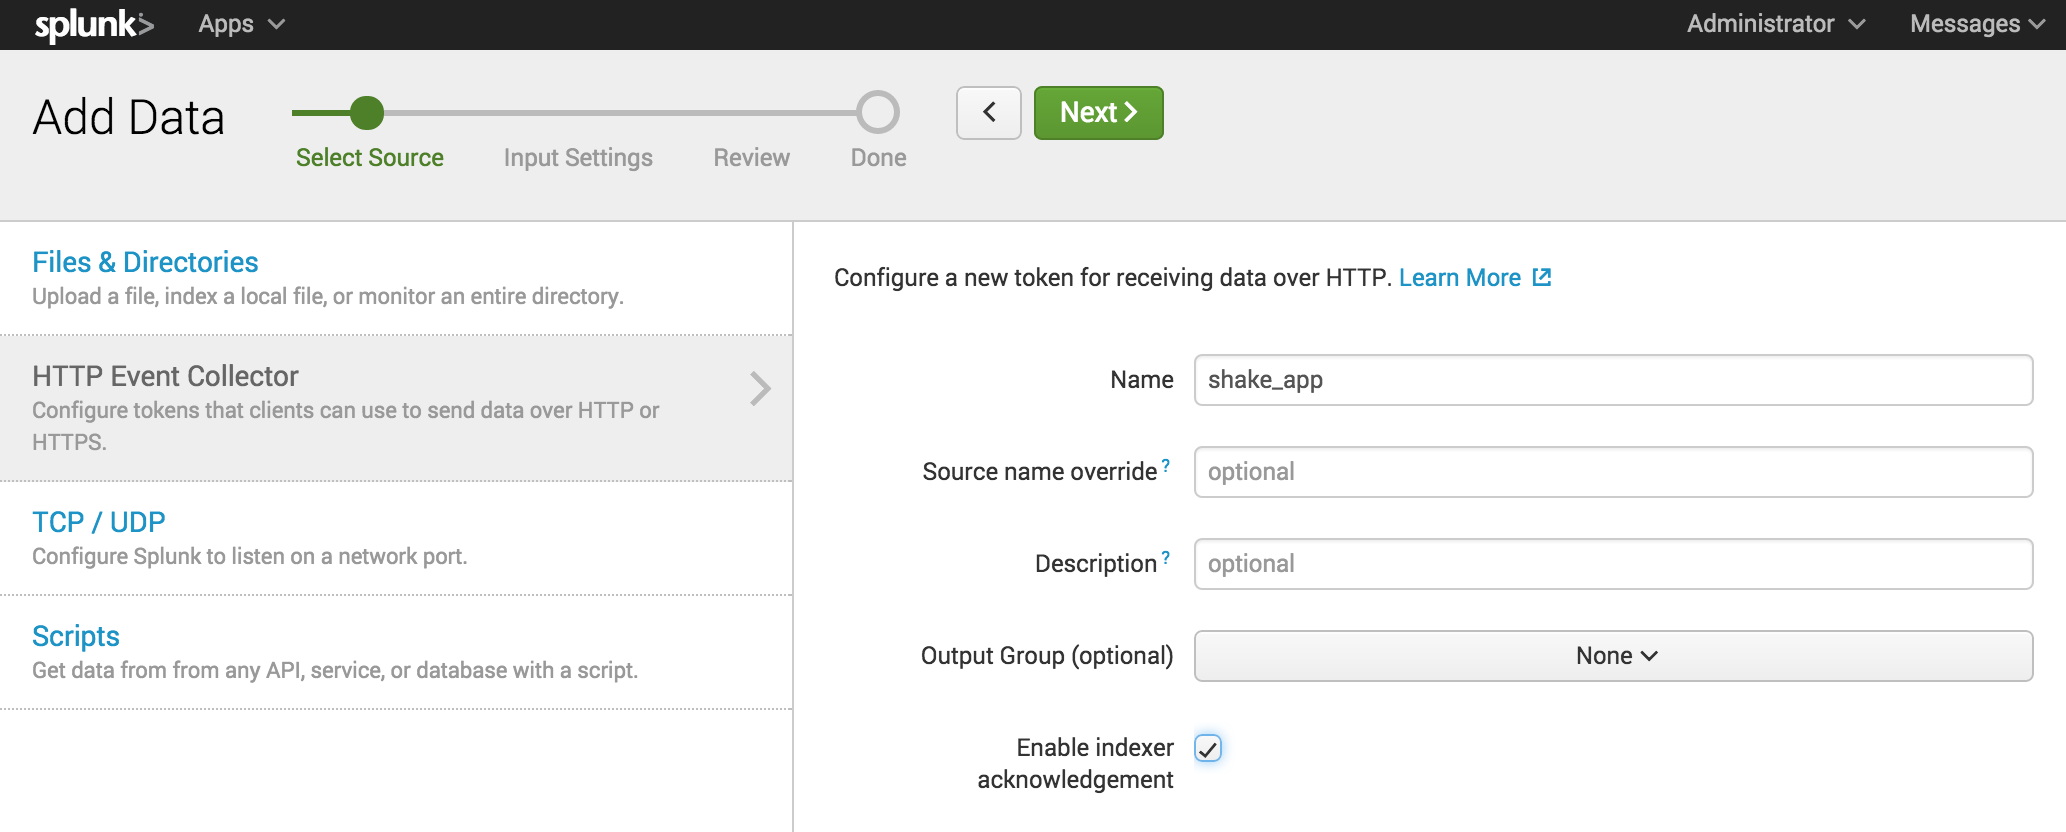 splunk> Apps Administrator Messages
Add Data
Next
Select Source Input Settings Review Done
Files & Directories
Upload a file, index a local file, or monitor an entire directory.
HTTP Event Collector
Configure tokens that clients can use to send data over HTTP or
HTTPS.
TCP / UDP
Configure Splunk to listen on a network port.
Scripts
Get data from from any API, service, or database with a script.
Configure a new token for receiving data over HTTP. Learn More
Name shake_app
Source name override ? optional
Description ? optional
Output Group (optional) None
Enable indexer
acknowledgement